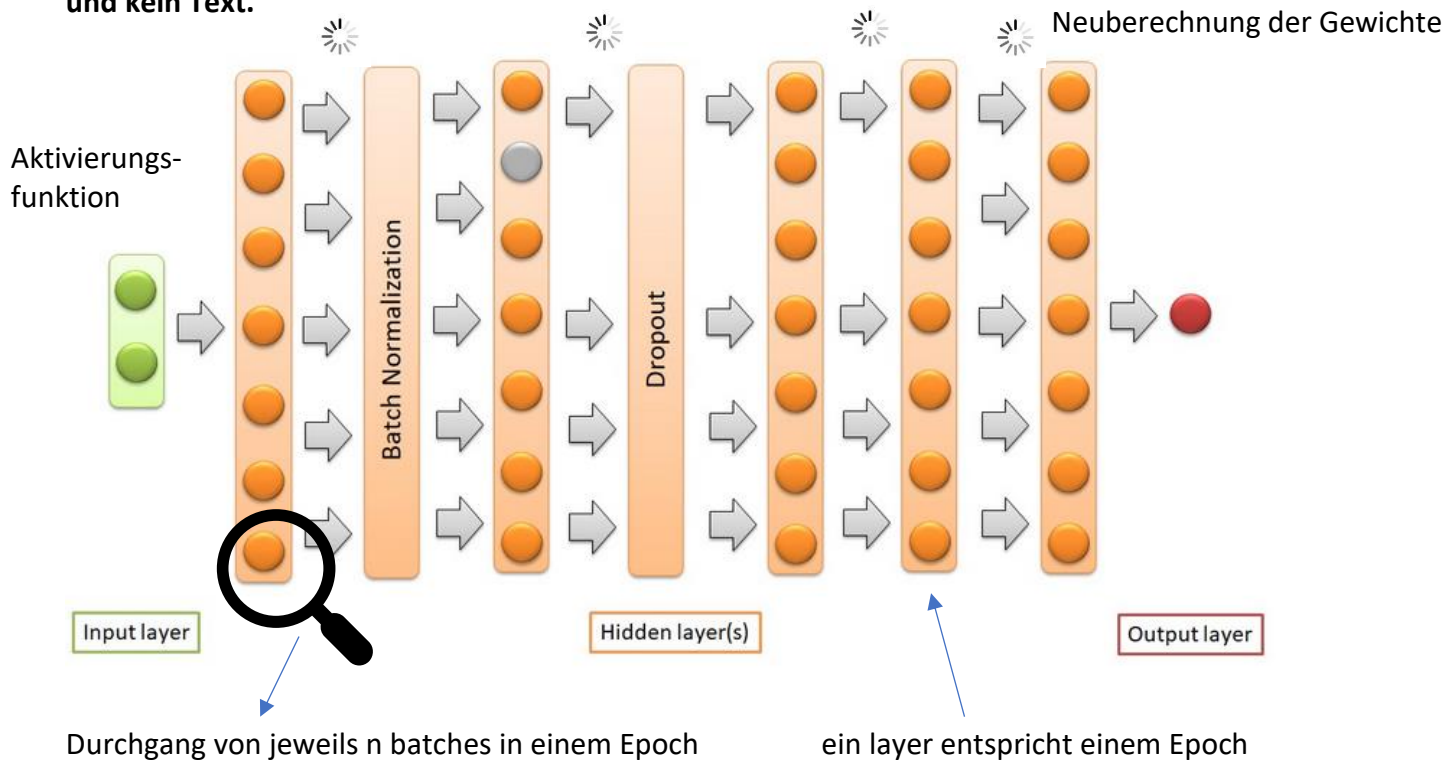 und kein Text.
Neuberechnung der Gewichte
Aktivierungs-
funktion
Batch Normalization
Dropout
Input layer
Hidden layer(s)
Output layer
Durchgang von jeweils n batches in einem Epoch
ein layer entspricht einem Epoch